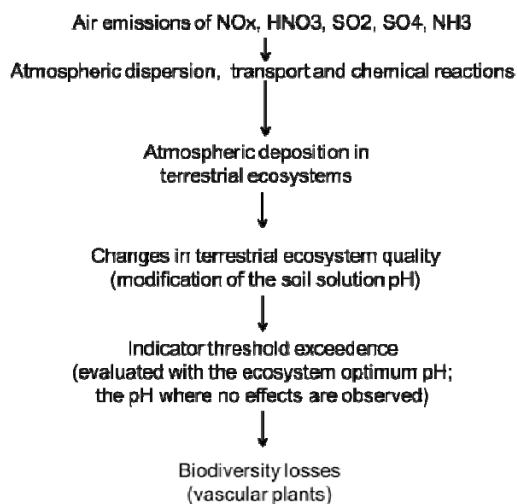 Air emissions of NOx, HNO3, SO2, SO4, NH3
Atmospheric dispersion, transport and chemical reactions
Atmospheric deposition in
terrestrial ecosystems
Changes in terrestrial ecosystem quality
(modification of the soil solution pH)
Indicator threshold exceedence
(evaluated with the ecosystem optimum pH;
the pH where no effects are observed)
Biodiversity losses
(vascular plants)